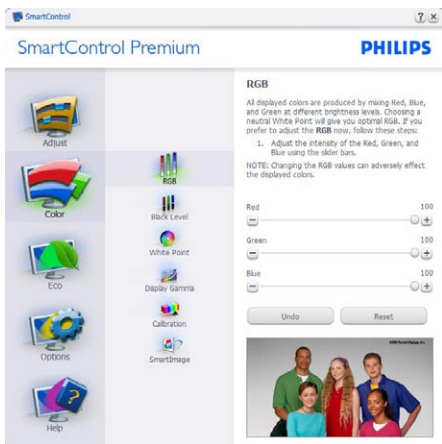 SmartControl
? x
SmartControl Premium
PHILIPS
Adjust
Color
Eco
Options
Help
RGB
Black Level
White Point
Display Gamma
Calibration
SmartImage
RGB
All displayed colors are produced by mixing Red, Blue,
and Green at different brightness levels. Choosing a
neutral White Point will give you optimal RGB. If you
prefer to adjust the RGB now, follow these steps:
1. Adjust the intensity of the Red, Green, and
Blue using the slider bars.
NOTE: Changing the RGB values can adversely effect
the displayed colors.
Red 100
Green 100
Blue 100
Undo Reset